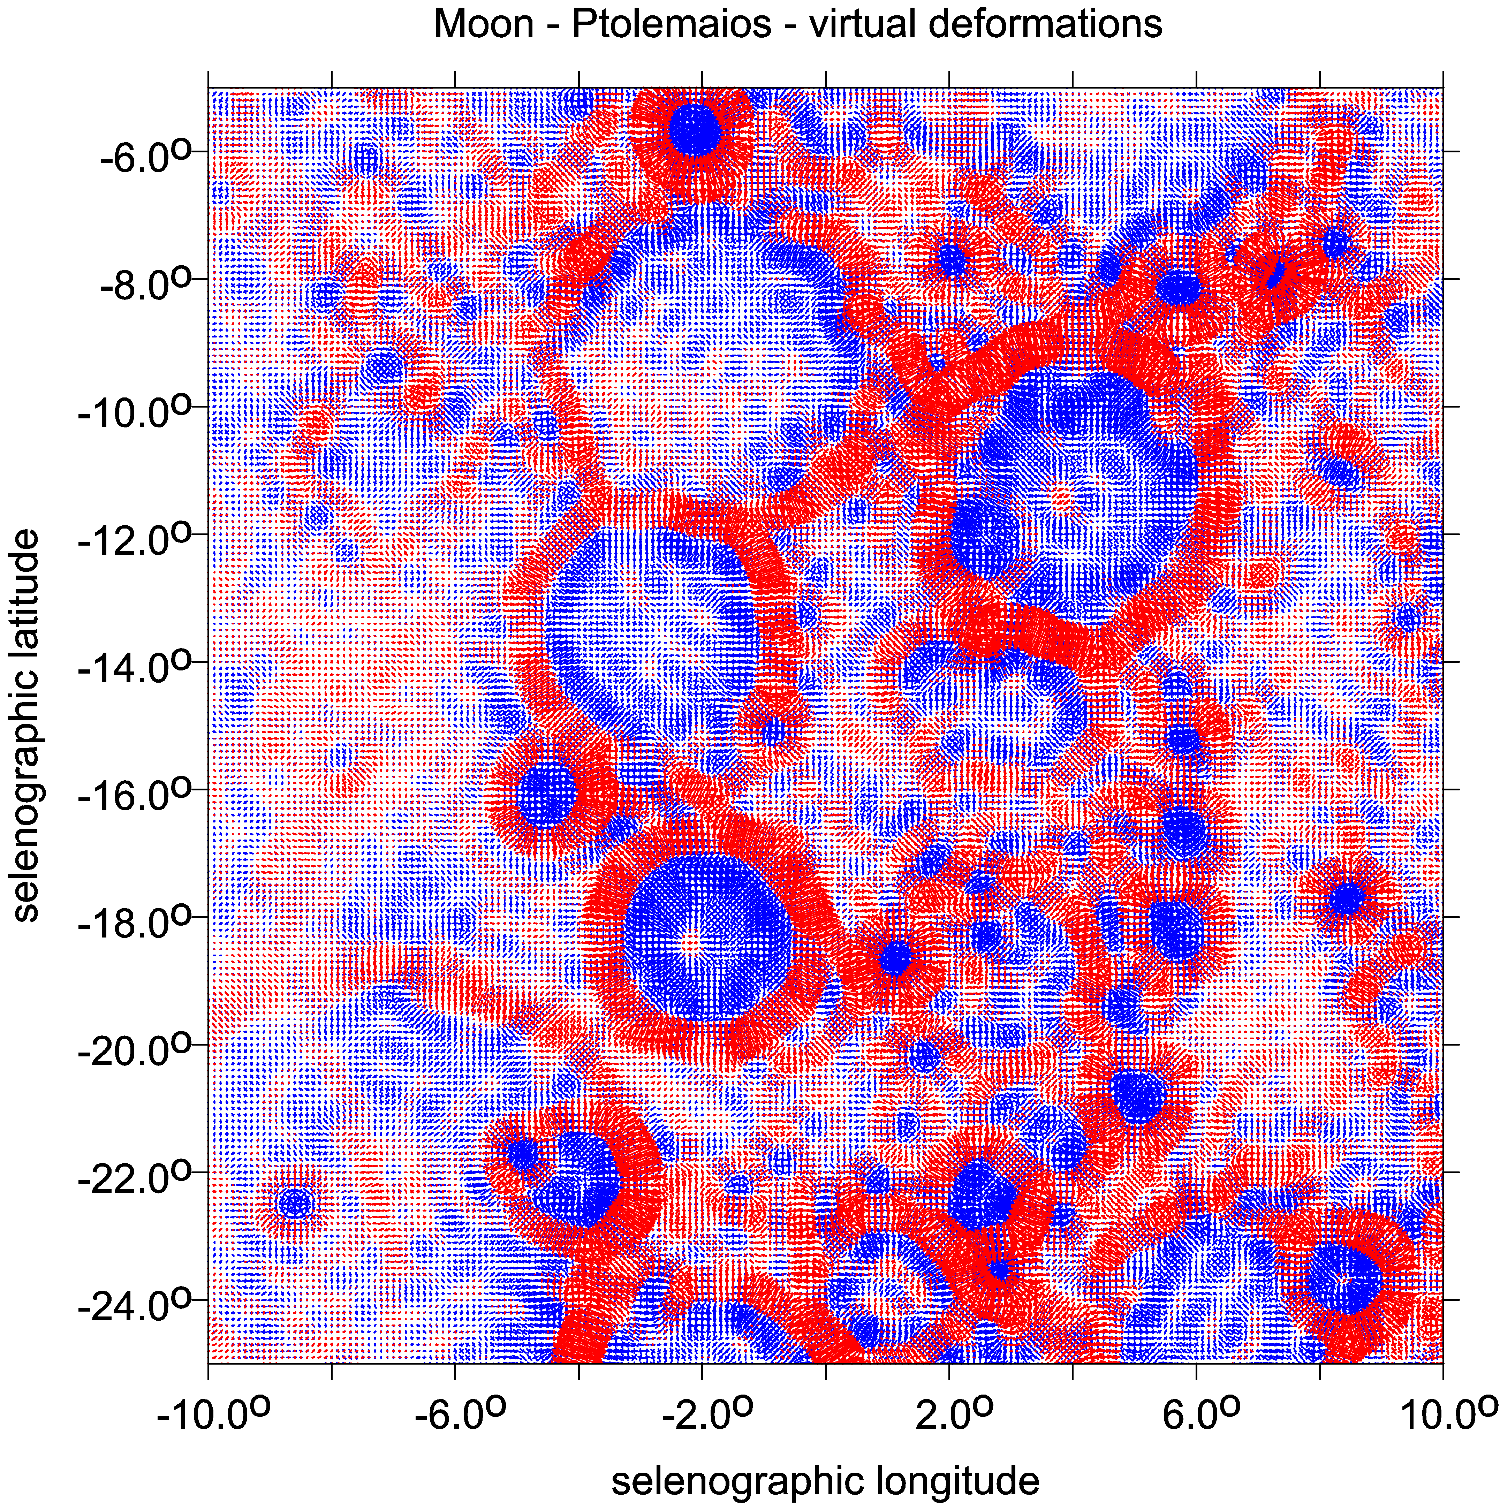 Moon - Ptolemaios - virtual deformations
-6.0º
-8.0º
-10.0º
-12.0º
-14.0º
-16.0º
-18.0º
-20.0º
-22.0º
-24.0º
selenographic latitude
-10.0º -6.0º -2.0º 2.0º 6.0º 10.0º
selenographic longitude